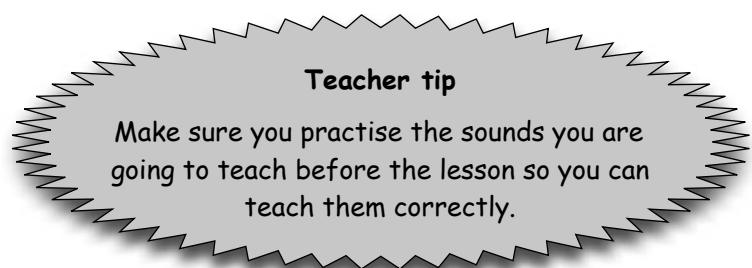 Teacher tip
Make sure you practise the sounds you are
going to teach before the lesson so you can
teach them correctly.